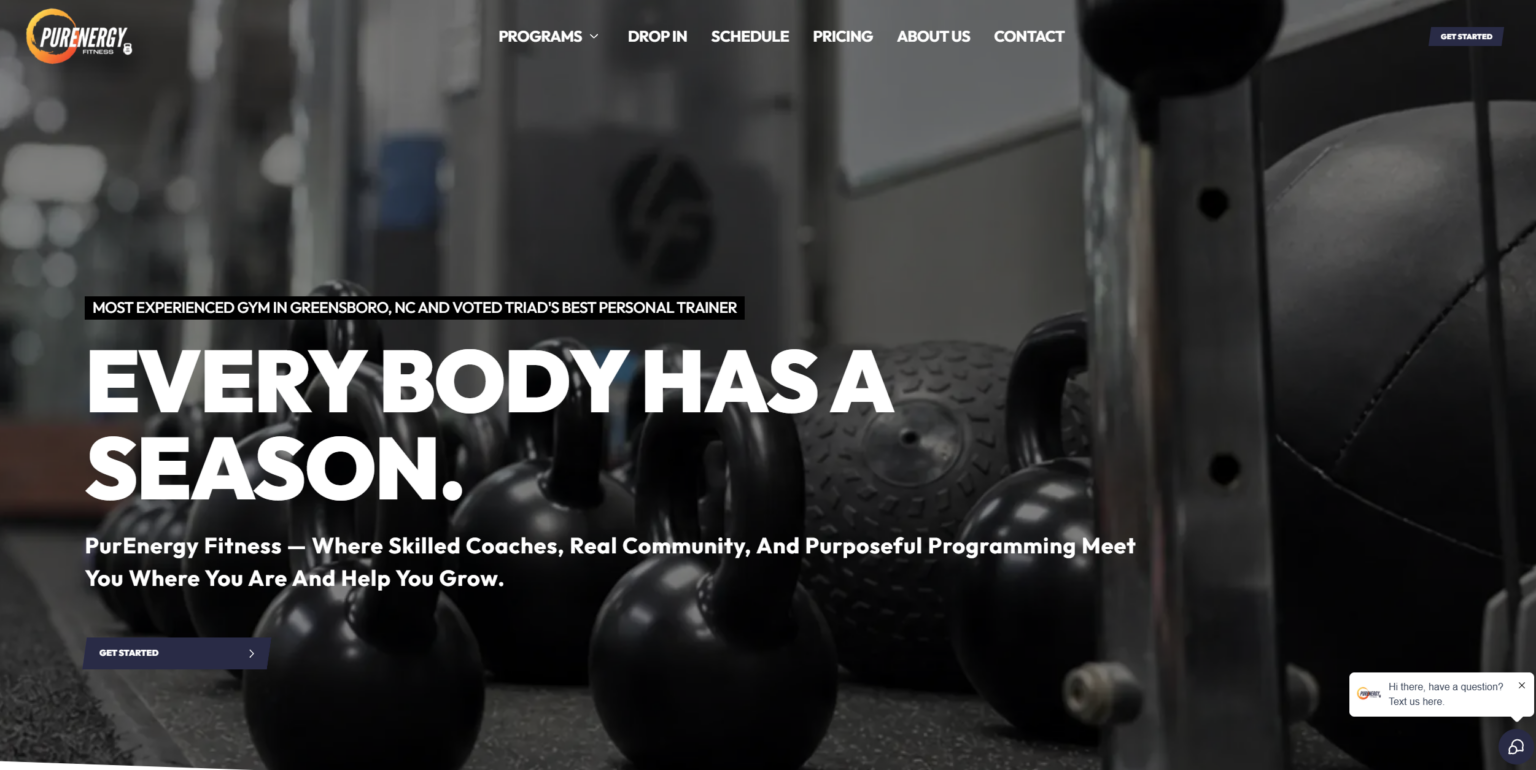 PURENERGY
FITNESS
PROGRAMS DROP IN SCHEDULE PRICING ABOUT US CONTACT
GET STARTED
MOST EXPERIENCED GYM IN GREENSBORO, NC AND VOTED TRIAD'S BEST PERSONAL TRAINER
EVERY BODY HAS A
SEASON.
PurEnergy Fitness — Where Skilled Coaches, Real Community, And Purposeful Programming Meet
You Where You Are And Help You Grow.
GET STARTED
PURENERGY
Hi there, have a question?
Text us here.